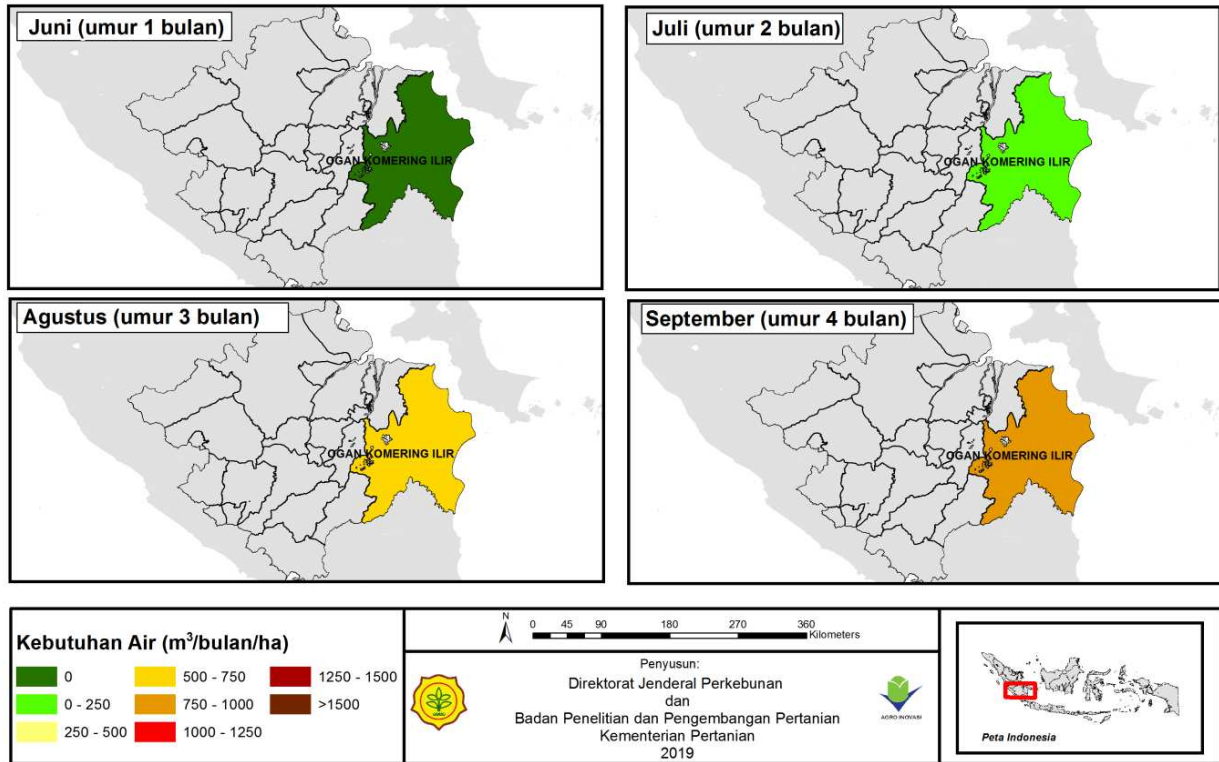 Juni (umur 1 bulan)
OGAN KOMERING ILIR
Juli (umur 2 bulan)
OGAN KOMERING ILIR
Agustus (umur 3 bulan)
OGAN KOMERING ILIR
September (umur 4 bulan)
OGAN KOMERING ILIR
Kebutuhan Air (m³/bulan/ha)
0
0 - 250
250 - 500
500 - 750
750 - 1000
1000 - 1250
1250 - 1500
>1500
N
0 45 90 180 270 360
Kilometers
Penyusun:
Direktorat Jenderal Perkebunan
dan
Badan Penelitian dan Pengembangan Pertanian
Kementerian Pertanian
2019
AGRO INOVASI
Peta Indonesia